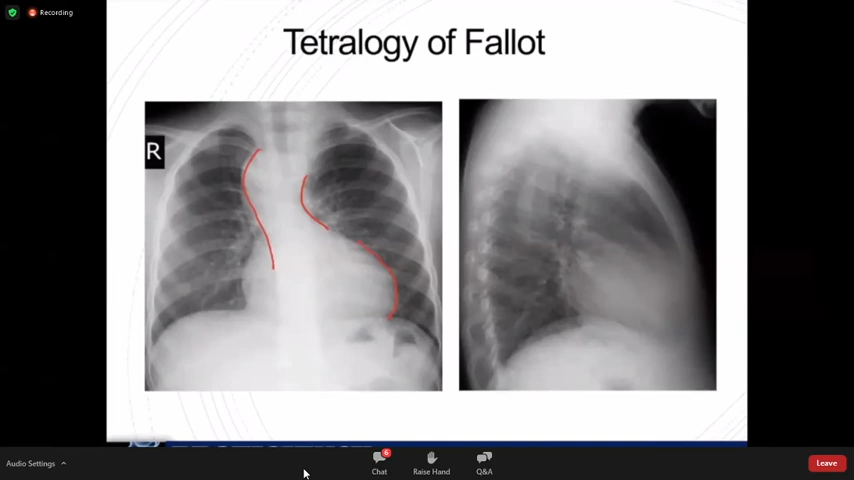 Recording
Tetralogy of Fallot
R
Audio Settings
6
Chat
Raise Hand
Q&A
Leave